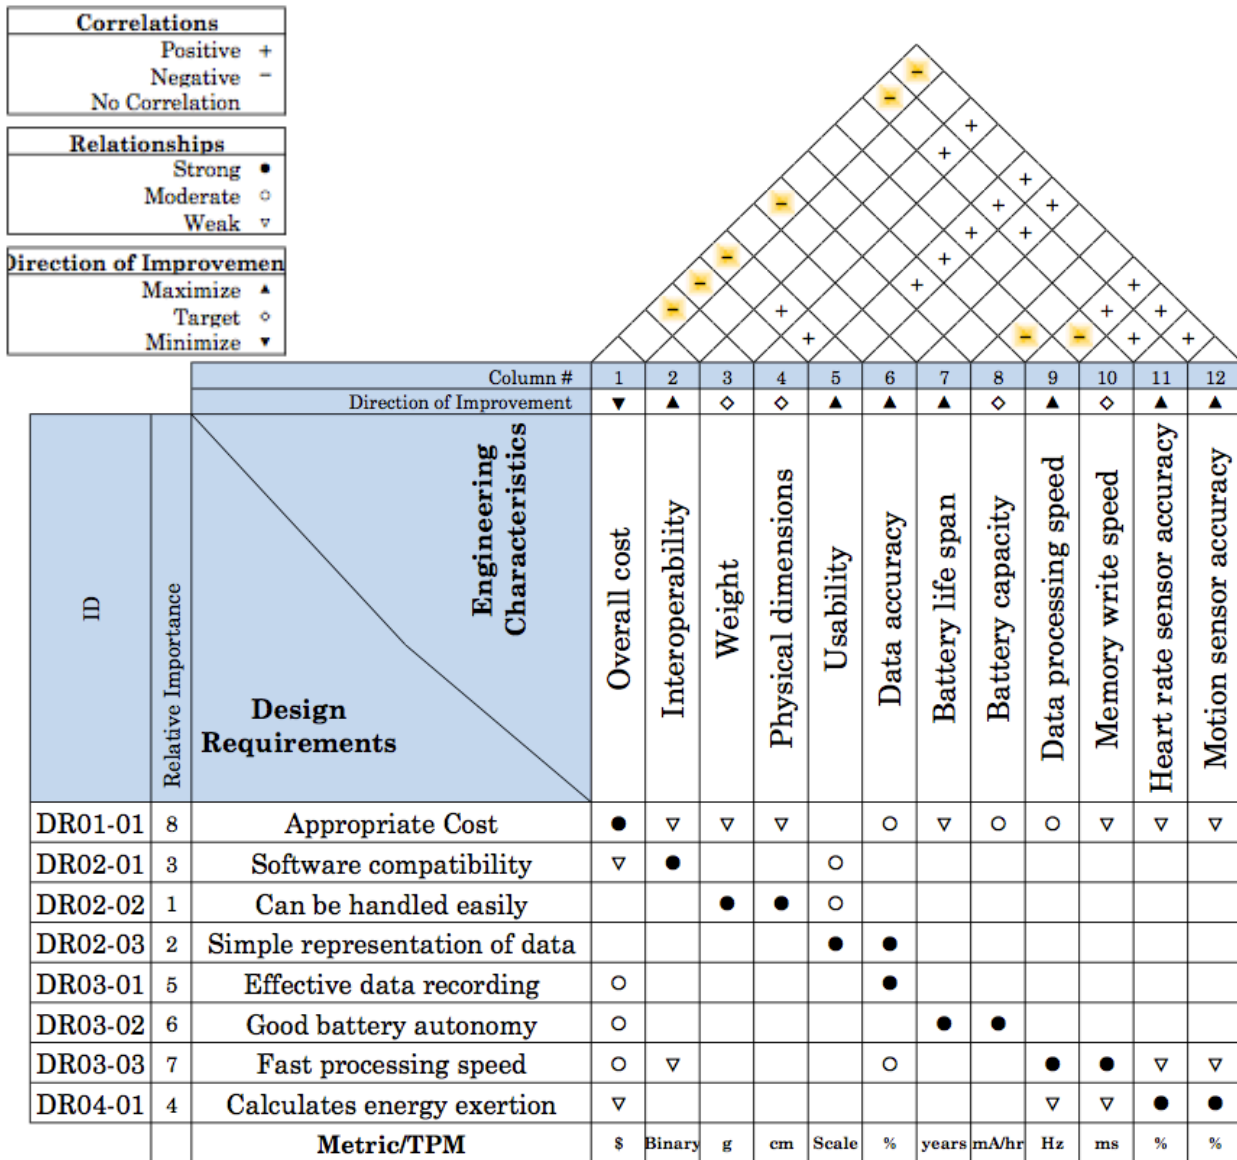 Correlations
Positive +
Negative −
No Correlation
Relationships
Strong ●
Moderate ○
Weak ▽
Direction of Improvemen
Maximize ▲
Target ◇
Minimize ▼
Column # 1 2 3 4 5 6 7 8 9 10 11 12
Direction of Improvement ▼ ▲ ◇ ◇ ▲ ▲ ▲ ◇ ▲ ◇ ▲ ▲
ID
Relative Importance
Engineering
Characteristics
Design
Requirements
Overall cost
Interoperability
Weight
Physical dimensions
Usability
Data accuracy
Battery life span
Battery capacity
Data processing speed
Memory write speed
Heart rate sensor accuracy
Motion sensor accuracy
DR01-01 8 Appropriate Cost ● ▽ ▽ ▽ ○ ▽ ○ ○ ▽ ▽ ▽
DR02-01 3 Software compatibility ▽ ● ○
DR02-02 1 Can be handled easily ● ● ○
DR02-03 2 Simple representation of data ● ●
DR03-01 5 Effective data recording ○ ●
DR03-02 6 Good battery autonomy ○ ● ●
DR03-03 7 Fast processing speed ○ ▽ ○ ● ● ▽ ▽
DR04-01 4 Calculates energy exertion ▽ ▽ ▽ ● ●
Metric/TPM $ Binary g cm Scale % years mA/hr Hz ms % %